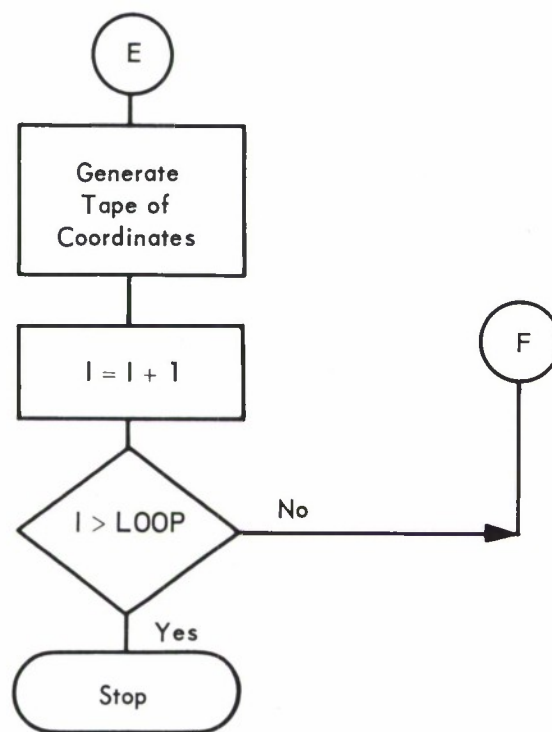 E
Generate
Tape of
Coordinates
I = I + 1
F
I > LOOP
No
Yes
Stop